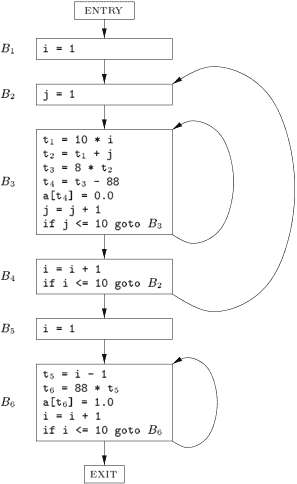 ENTRY
B₁ i = 1
B₂ j = 1
B₃
t₁ = 10 * i
t₂ = t₁ + j
t₃ = 8 * t₂
t₄ = t₃ - 88
a[t₄] = 0.0
j = j + 1
if j <= 10 goto B₃
B₄
i = i + 1
if i <= 10 goto B₂
B₅ i = 1
B₆
t₅ = i - 1
t₆ = 88 * t₅
a[t₆] = 1.0
i = i + 1
if i <= 10 goto B₆
EXIT